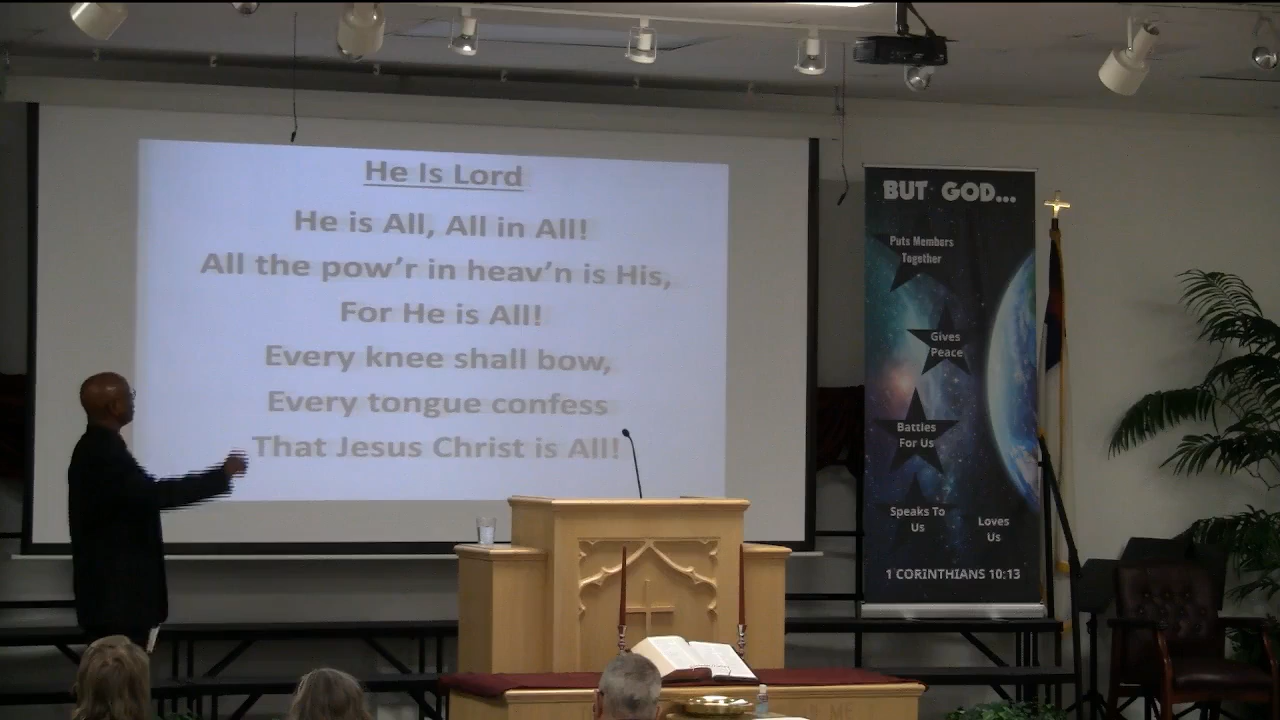 He Is Lord
He is All, All in All!
All the pow’r in heav’n is His,
For He is All!
Every knee shall bow,
Every tongue confess
That Jesus Christ is All!
BUT GOD...
Puts Members
Together
Gives
Peace
Battles
For Us
Speaks To
Us
Loves
Us
1 CORINTHIANS 10:13
ME